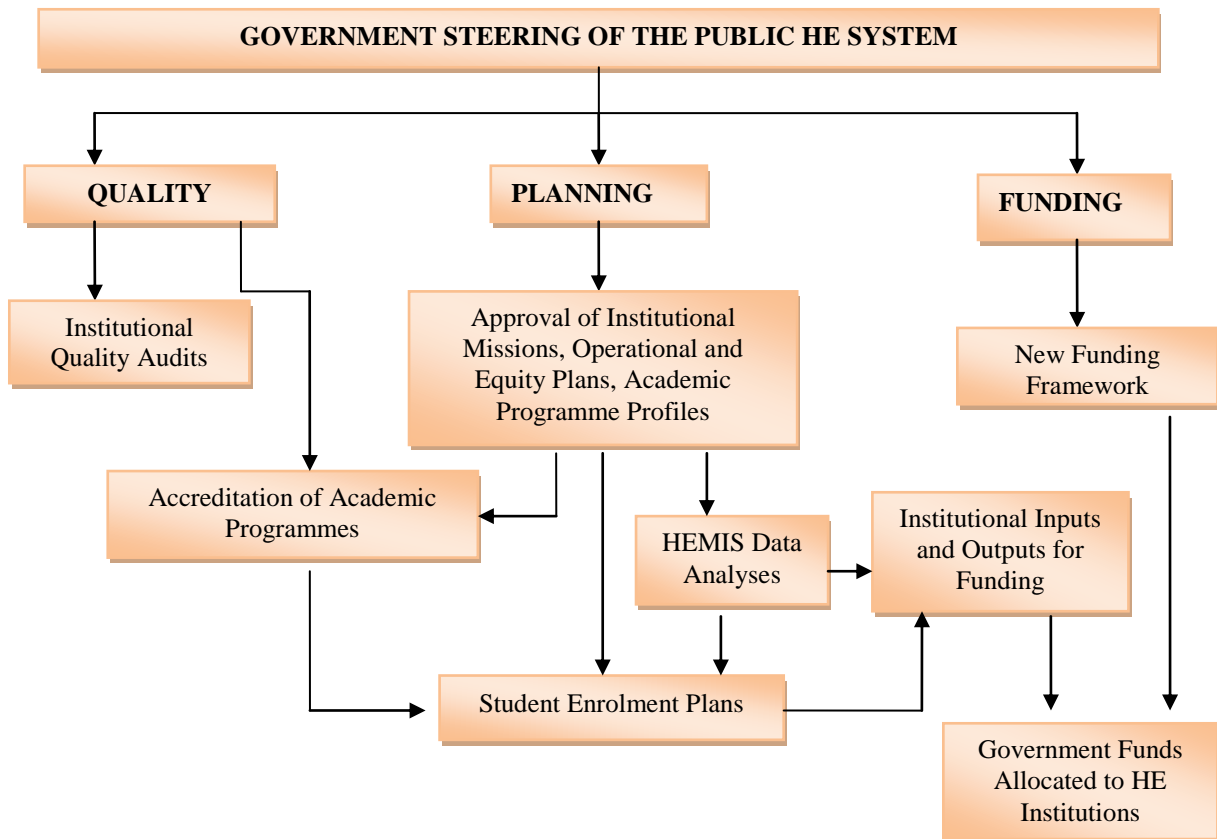 GOVERNMENT STEERING OF THE PUBLIC HE SYSTEM
QUALITY
PLANNING
FUNDING
Institutional
Quality Audits
Approval of Institutional
Missions, Operational and
Equity Plans, Academic
Programme Profiles
New Funding
Framework
Accreditation of Academic
Programmes
HEMIS Data
Analyses
Institutional Inputs
and Outputs for
Funding
Student Enrolment Plans
Government Funds
Allocated to HE
Institutions